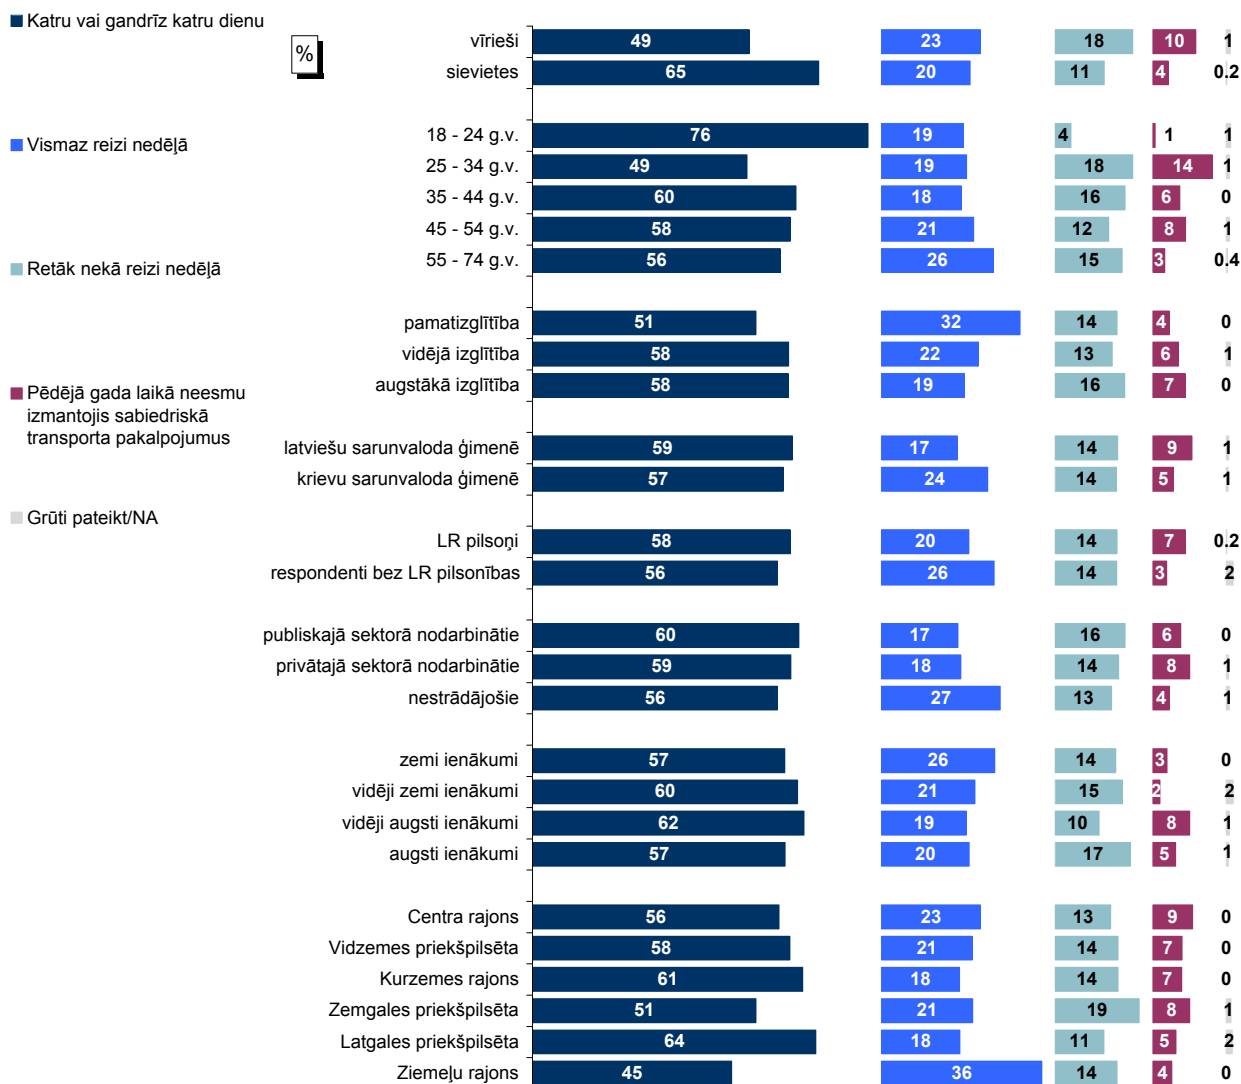 Katru vai gandrīz katru dienu
%
Vismaz reizi nedēļā
Retāk nekā reizi nedēļā
Pēdējā gada laikā neesmu
izmantojis sabiedriskā
transporta pakalpojumus
Grūti pateikt/NA
vīrieši 49 23 18 10 1
sievietes 65 20 11 4 0.2
18 - 24 g.v. 76 19 4 1 1
25 - 34 g.v. 49 19 18 14 1
35 - 44 g.v. 60 18 16 6 0
45 - 54 g.v. 58 21 12 8 1
55 - 74 g.v. 56 26 15 3 0.4
pamatizglītība 51 32 14 4 0
vidējā izglītība 58 22 13 6 1
augstākā izglītība 58 19 16 7 0
latviešu sarunvaloda ģimenē 59 17 14 9 1
krievu sarunvaloda ģimenē 57 24 14 5 1
LR pilsoņi 58 20 14 7 0.2
respondenti bez LR pilsonības 56 26 14 3 2
publiskajā sektorā nodarbinātie 60 17 16 6 0
privātajā sektorā nodarbinātie 59 18 14 8 1
nestrādājošie 56 27 13 4 1
zemi ienākumi 57 26 14 3 0
vidēji zemi ienākumi 60 21 15 2 2
vidēji augsti ienākumi 62 19 10 8 1
augsti ienākumi 57 20 17 5 1
Centra rajons 56 23 13 9 0
Vidzemes priekšpilsēta 58 21 14 7 0
Kurzemes rajons 61 18 14 7 0
Zemgales priekšpilsēta 51 21 19 8 1
Latgales priekšpilsēta 64 18 11 5 2
Ziemeļu rajons 45 36 14 4 0